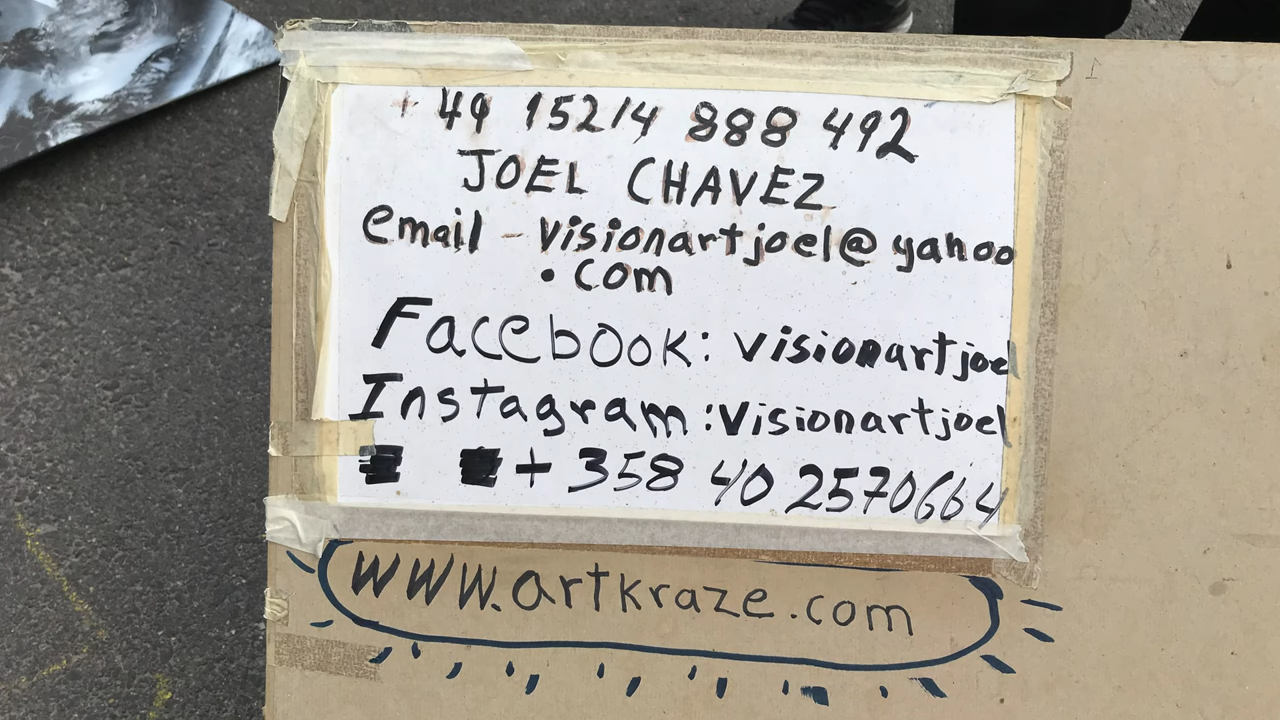 + 49 15214 888 492
JOEL CHAVEZ
email - visionartjoel@yahoo
.com
Facebook: visionartjoel
Instagram: visionartjoel
+ 358 40 2570664
www.artkraze.com